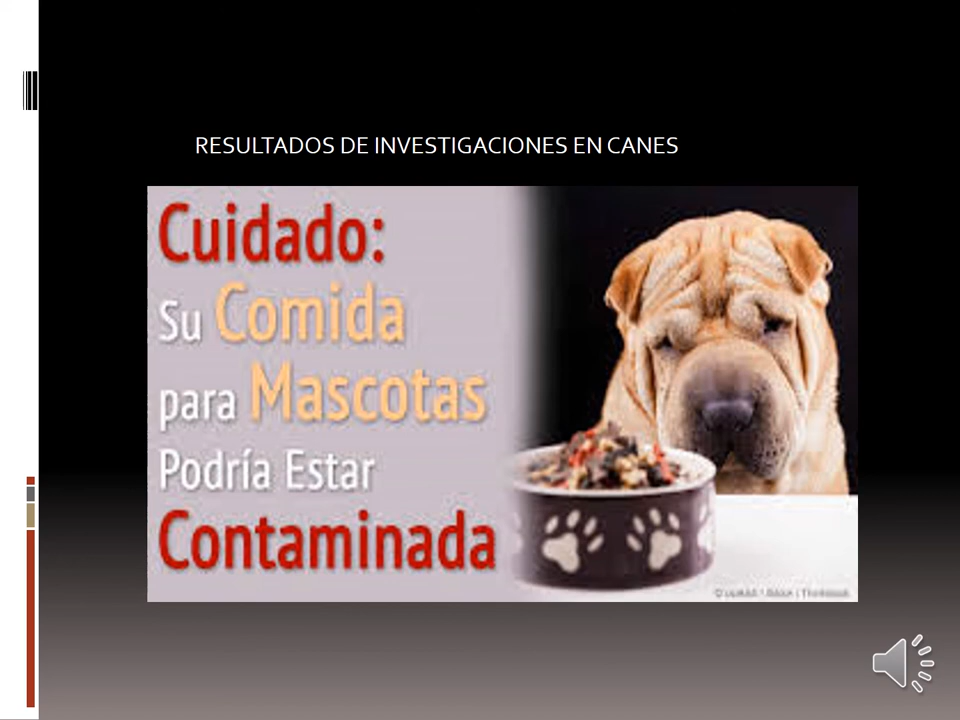 RESULTADOS DE INVESTIGACIONES EN CANES
Cuidado:
Su Comida
para Mascotas
Podría Estar
Contaminada